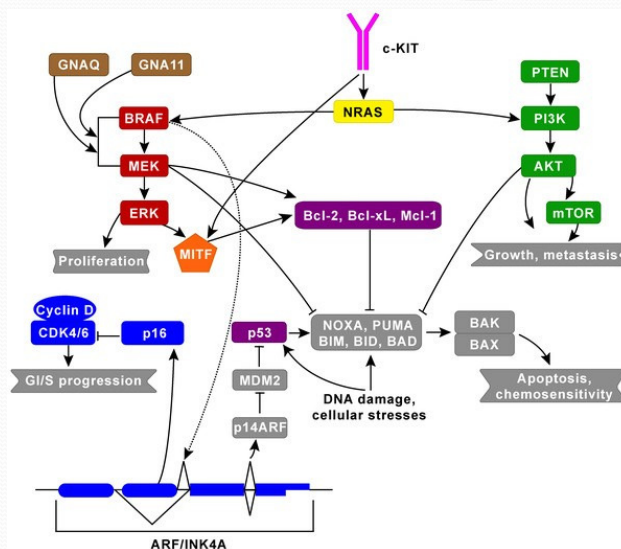 c-KIT
GNAQ
GNA11
PTEN
BRAF
NRAS
PI3K
MEK
AKT
ERK
Bcl-2, Bcl-xL, Mcl-1
mTOR
Proliferation
MITF
Growth, metastasis
Cyclin D
CDK4/6
p16
p53
NOXA, PUMA
BIM, BID, BAD
BAK
BAX
GI/S progression
MDM2
DNA damage,
cellular stresses
Apoptosis,
chemosensitivity
p14ARF
ARF/INK4A